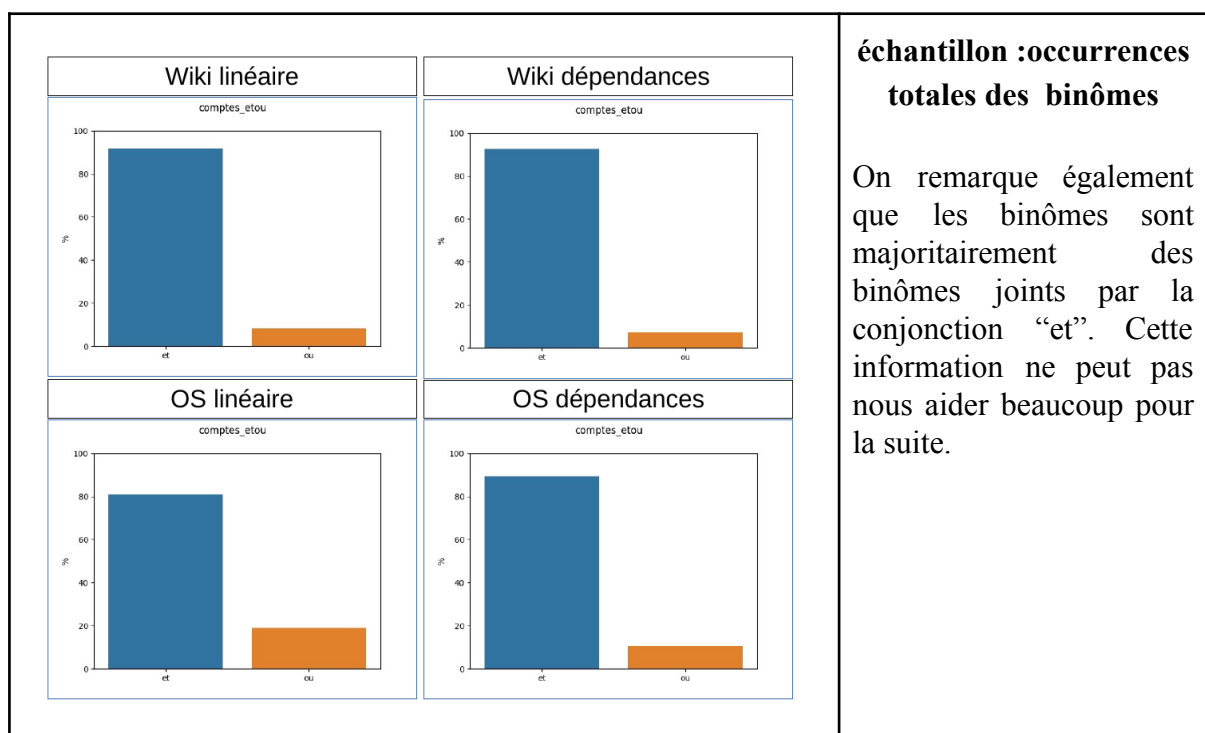 Wiki linéaire
comptes_etou
100
80
60
40
20
0
%
et
ou
Wiki dépendances
comptes_etou
100
80
60
40
20
0
%
et
ou
OS linéaire
comptes_etou
100
80
60
40
20
0
%
et
ou
OS dépendances
comptes_etou
100
80
60
40
20
0
%
et
ou
échantillon :occurrences
totales des binômes
On remarque également
que les binômes sont
majoritairement des
binômes joints par la
conjonction “et”. Cette
information ne peut pas
nous aider beaucoup pour
la suite.